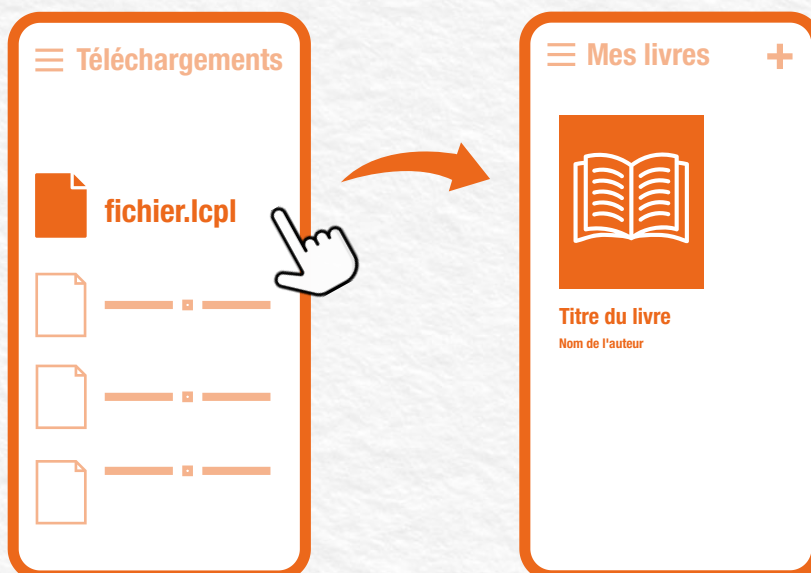 Téléchargements
fichier.lcpl
Mes livres
Titre du livre
Nom de l'auteur